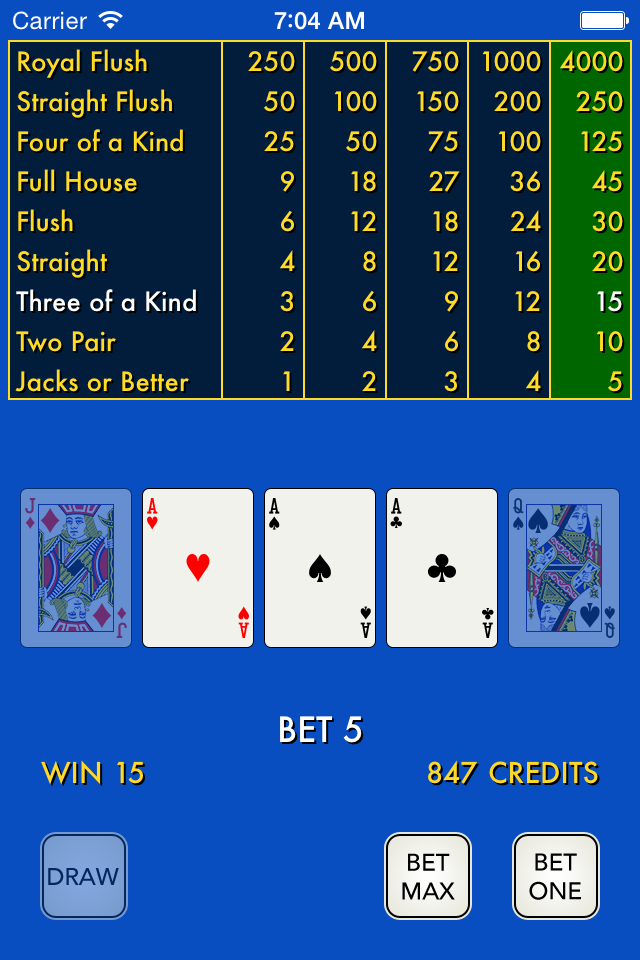 Carrier 7:04 AM
Royal Flush 250 500 750 1000 4000
Straight Flush 50 100 150 200 250
Four of a Kind 25 50 75 100 125
Full House 9 18 27 36 45
Flush 6 12 18 24 30
Straight 4 8 12 16 20
Three of a Kind 3 6 9 12 15
Two Pair 2 4 6 8 10
Jacks or Better 1 2 3 4 5
J A A A Q
J A A A Q
BET 5
WIN 15 847 CREDITS
DRAW BET MAX BET ONE